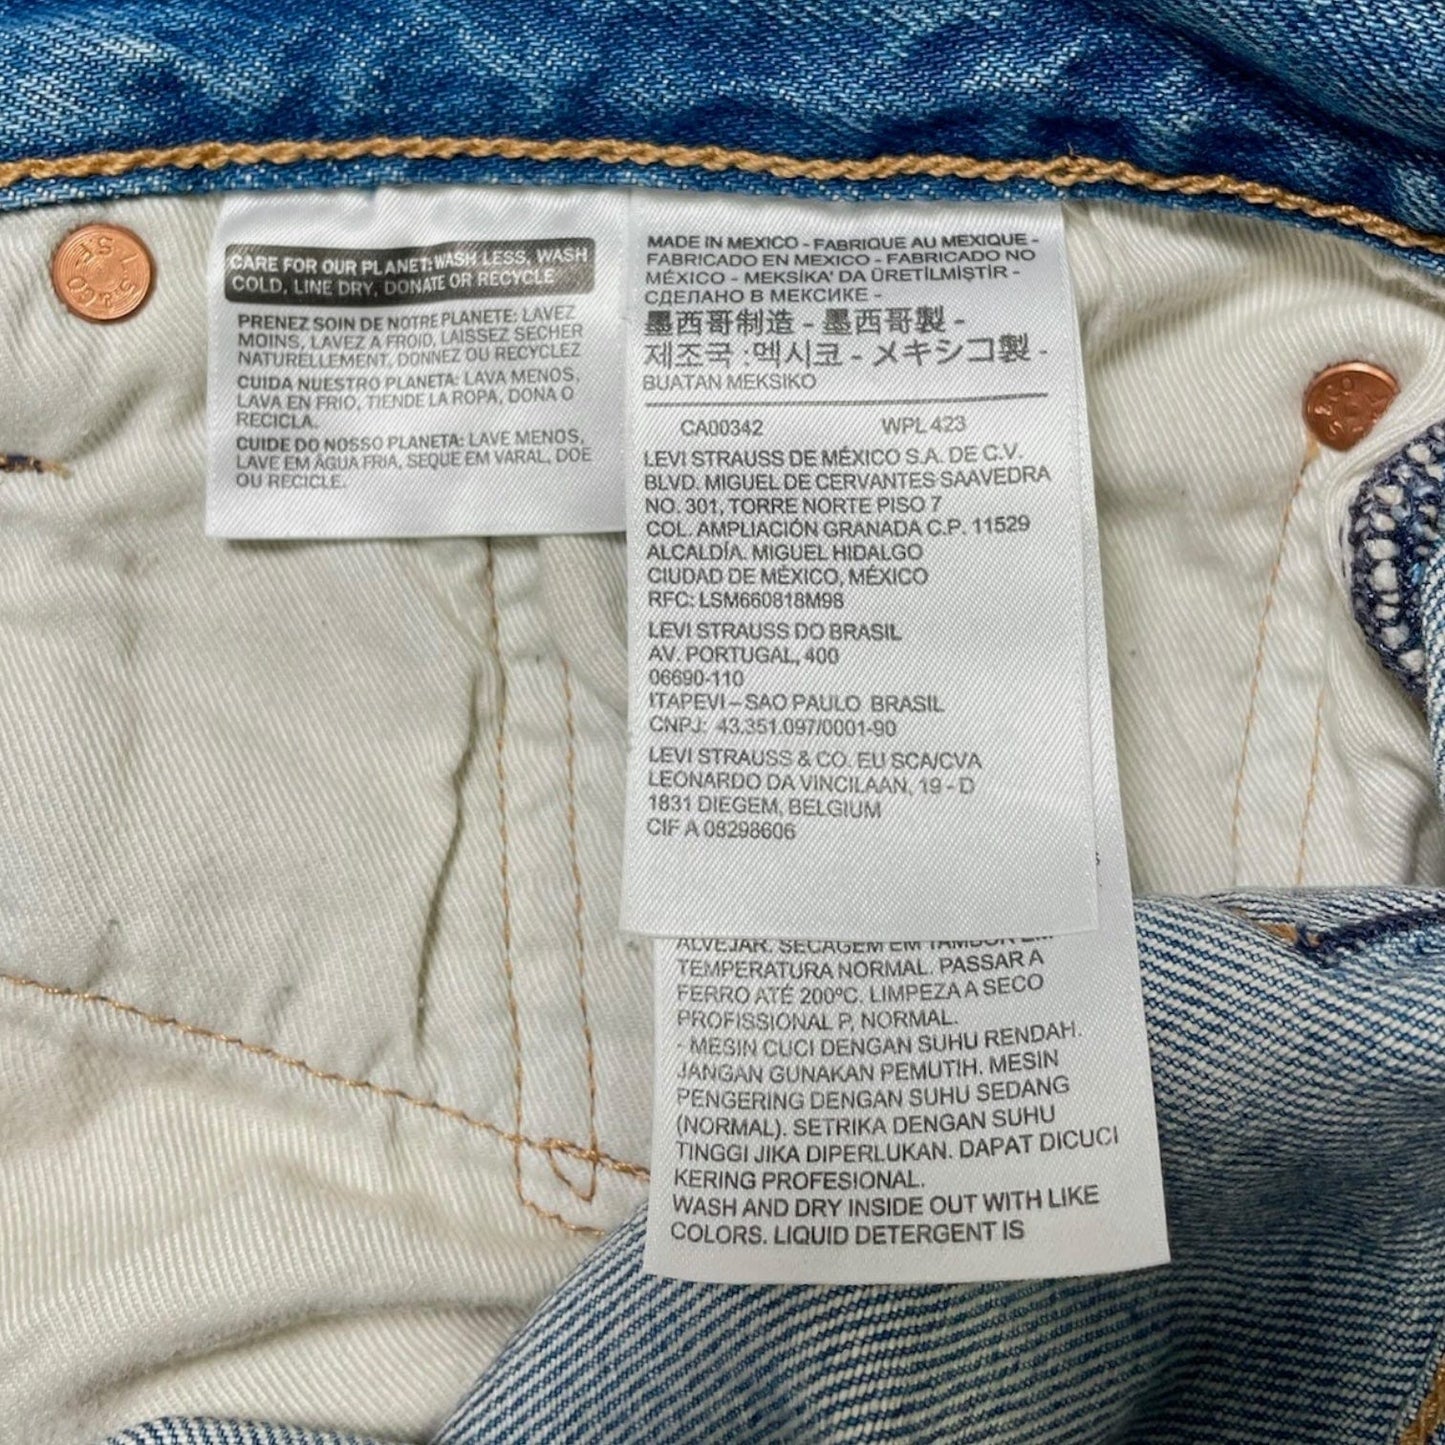 CARE FOR OUR PLANET: WASH LESS, WASH
COLD, LINE DRY, DONATE OR RECYCLE
PRENEZ SOIN DE NOTRE PLANETE: LAVEZ
MOINS, LAVEZ A FROID, LAISSEZ SECHER
NATURELLEMENT, DONNEZ OU RECYCLEZ
CUIDA NUESTRO PLANETA: LAVA MENOS,
LAVA EN FRIO, TIENDE LA ROPA, DONA O
RECICLA.
CUIDE DO NOSSO PLANETA: LAVE MENOS,
LAVE EM ÁGUA FRIA, SEQUE EM VARAL, DOE
OU RECICLE.
MADE IN MEXICO - FABRIQUE AU MEXIQUE -
FABRICADO EN MEXICO - FABRICADO NO
MÉXICO - MEKSİKA' DA ÜRETİLMİŞTİR -
СДЕЛАНО В МЕКСИКЕ -
墨西哥制造 - 墨西哥製 -
제조국 :멕시코 - メキシコ製 -
BUATAN MEKSIKO
CA00342 WPL 423
LEVI STRAUSS DE MÉXICO S.A. DE C.V.
BLVD. MIGUEL DE CERVANTES SAAVEDRA
NO. 301, TORRE NORTE PISO 7
COL. AMPLIACIÓN GRANADA C.P. 11529
ALCALDÍA. MIGUEL HIDALGO
CIUDAD DE MÉXICO, MÉXICO
RFC: LSM660818M98
LEVI STRAUSS DO BRASIL
AV. PORTUGAL, 400
06690-110
ITAPEVI – SAO PAULO BRASIL
CNPJ: 43.351.097/0001-90
LEVI STRAUSS & CO. EU SCA/CVA
LEONARDO DA VINCILAAN, 19 - D
1831 DIEGEM, BELGIUM
CIF A 08298606
ALVEJAR. SECAGEM EM TAMBOR EM
TEMPERATURA NORMAL. PASSAR A
FERRO ATÉ 200ºC. LIMPEZA A SECO
PROFISSIONAL P, NORMAL.
- MESIN CUCI DENGAN SUHU RENDAH.
JANGAN GUNAKAN PEMUTIH. MESIN
PENGERING DENGAN SUHU SEDANG
(NORMAL). SETRIKA DENGAN SUHU
TINGGI JIKA DIPERLUKAN. DAPAT DICUCI
KERING PROFESIONAL.
WASH AND DRY INSIDE OUT WITH LIKE
COLORS. LIQUID DETERGENT IS